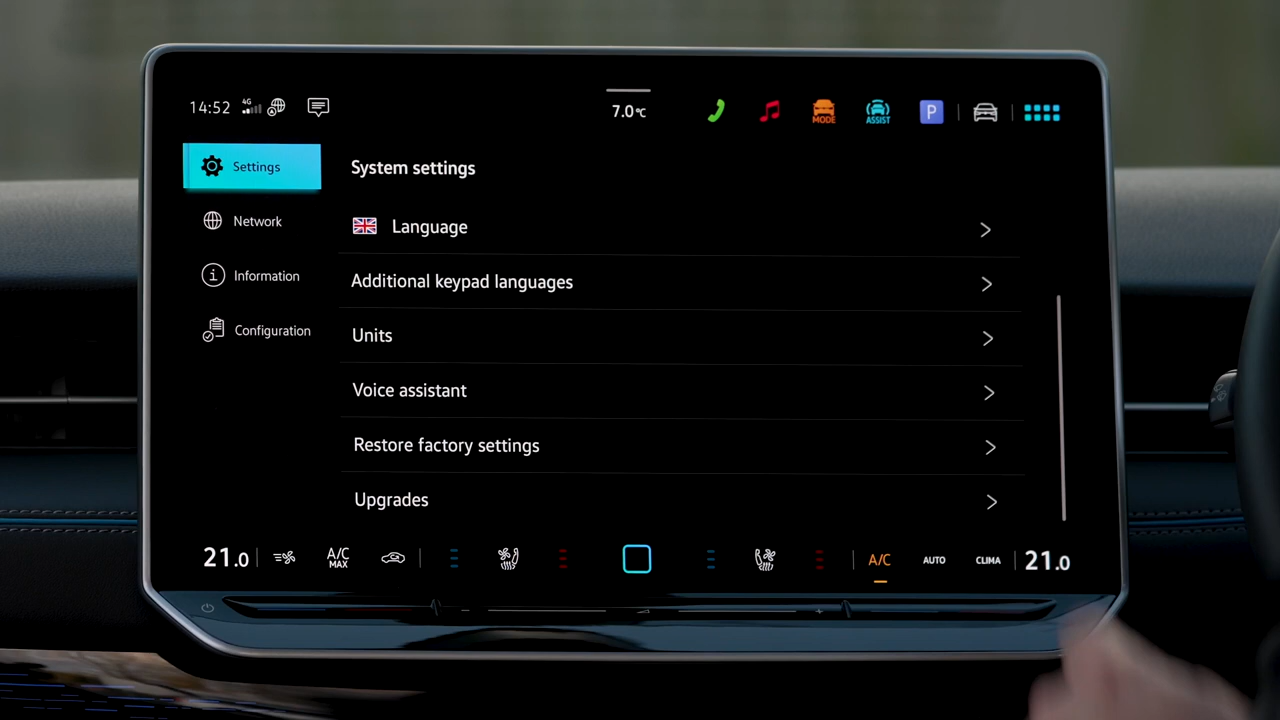 14:52 4G
7.0°C
MODE
ASSIST
P
Settings
System settings
Network
Language
Information
Additional keypad languages
Configuration
Units
Voice assistant
Restore factory settings
Upgrades
21.0
A/C
MAX
A/C
AUTO
CLIMA
21.0